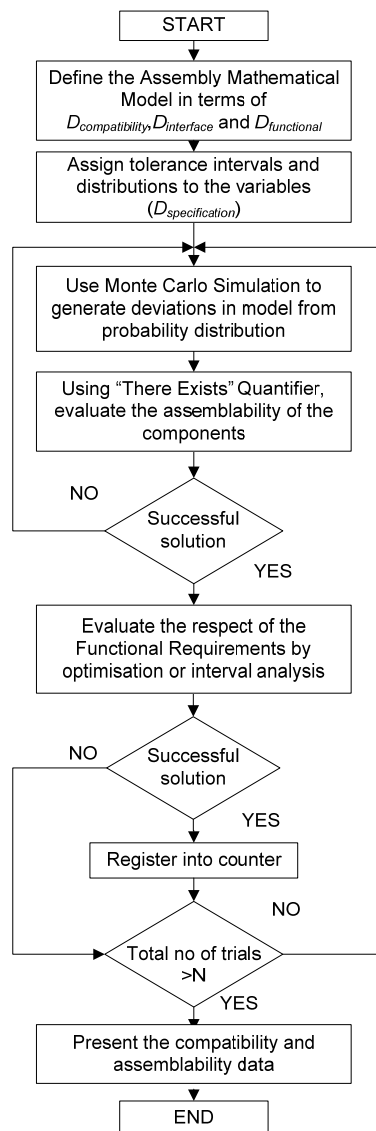 START
Define the Assembly Mathematical
Model in terms of
Dcompatibility,Dinterface and Dfunctional
Assign tolerance intervals and
distributions to the variables
(Dspecification)
Use Monte Carlo Simulation to
generate deviations in model from
probability distribution
Using “There Exists” Quantifier,
evaluate the assemblability of the
components
NO
Successful
solution
YES
Evaluate the respect of the
Functional Requirements by
optimisation or interval analysis
NO
Successful
solution
YES
Register into counter
NO
Total no of trials
>N
YES
Present the compatibility and
assemblability data
END